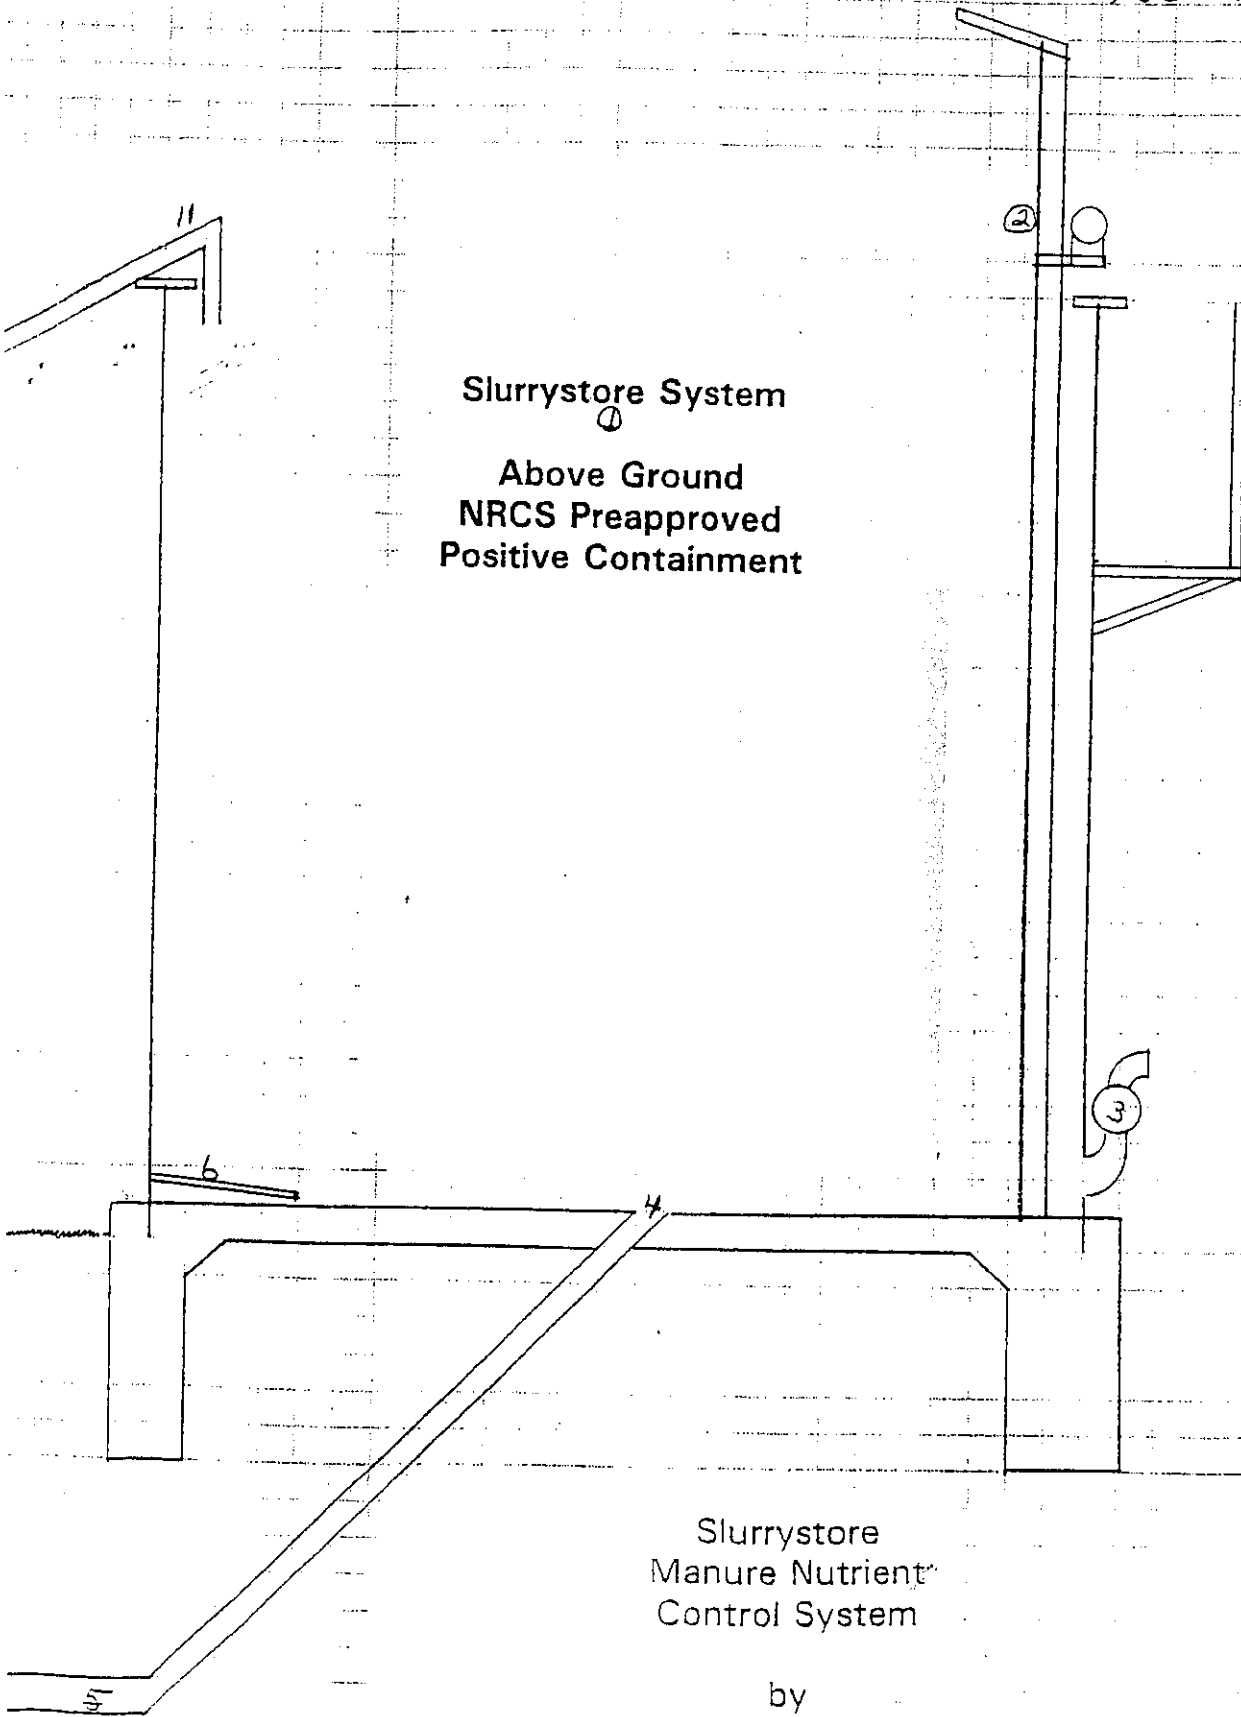 11
2
Slurrystore System
1
Above Ground
NRCS Preapproved
Positive Containment
3
6
4
Slurrystore
Manure Nutrient
Control System
5
by